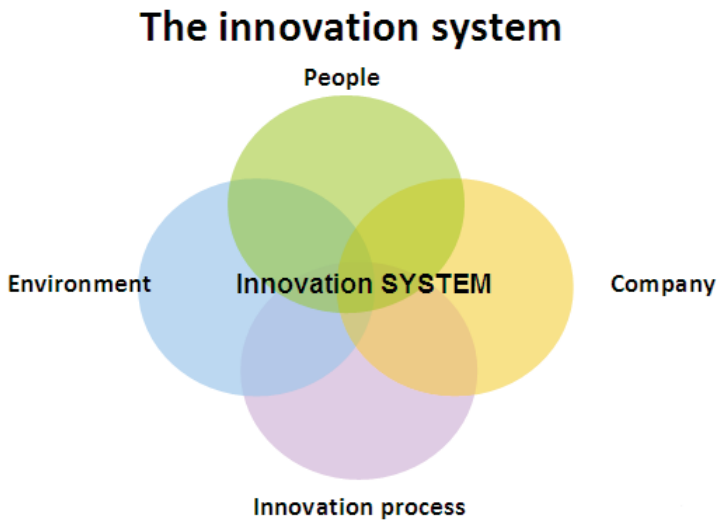 The innovation system
People
Environment
Innovation SYSTEM
Company
Innovation process